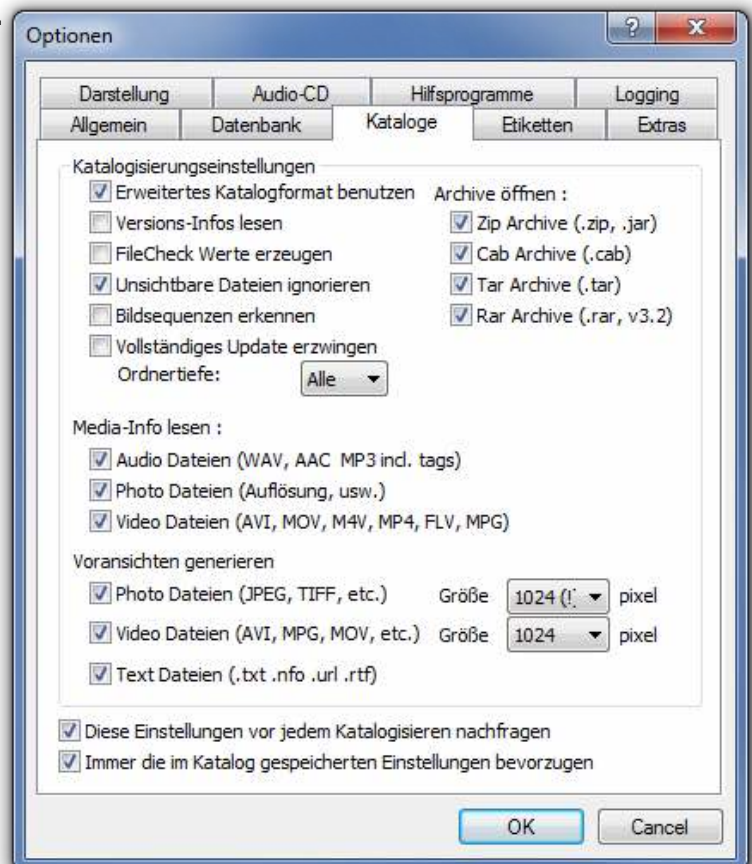 Optionen
Darstellung Audio-CD Hilfsprogramme Logging
Allgemein Datenbank Kataloge Etiketten Extras
Katalogisierungseinstellungen
Erweitertes Katalogformat benutzen Archive öffnen :
Versions-Infos lesen Zip Archive (.zip, .jar)
FileCheck Werte erzeugen Cab Archive (.cab)
Unsichtbare Dateien ignorieren Tar Archive (.tar)
Bildsequenzen erkennen Rar Archive (.rar, v3.2)
Vollständiges Update erzwingen
Ordnertiefe: Alle
Media-Info lesen :
Audio Dateien (WAV, AAC MP3 incl. tags)
Photo Dateien (Auflösung, usw.)
Video Dateien (AVI, MOV, M4V, MP4, FLV, MPG)
Voransichten generieren
Photo Dateien (JPEG, TIFF, etc.) Größe 1024 (! pixel
Video Dateien (AVI, MPG, MOV, etc.) Größe 1024 pixel
Text Dateien (.txt .nfo .url .rtf)
Diese Einstellungen vor jedem Katalogisieren nachfragen
Immer die im Katalog gespeicherten Einstellungen bevorzugen
OK Cancel